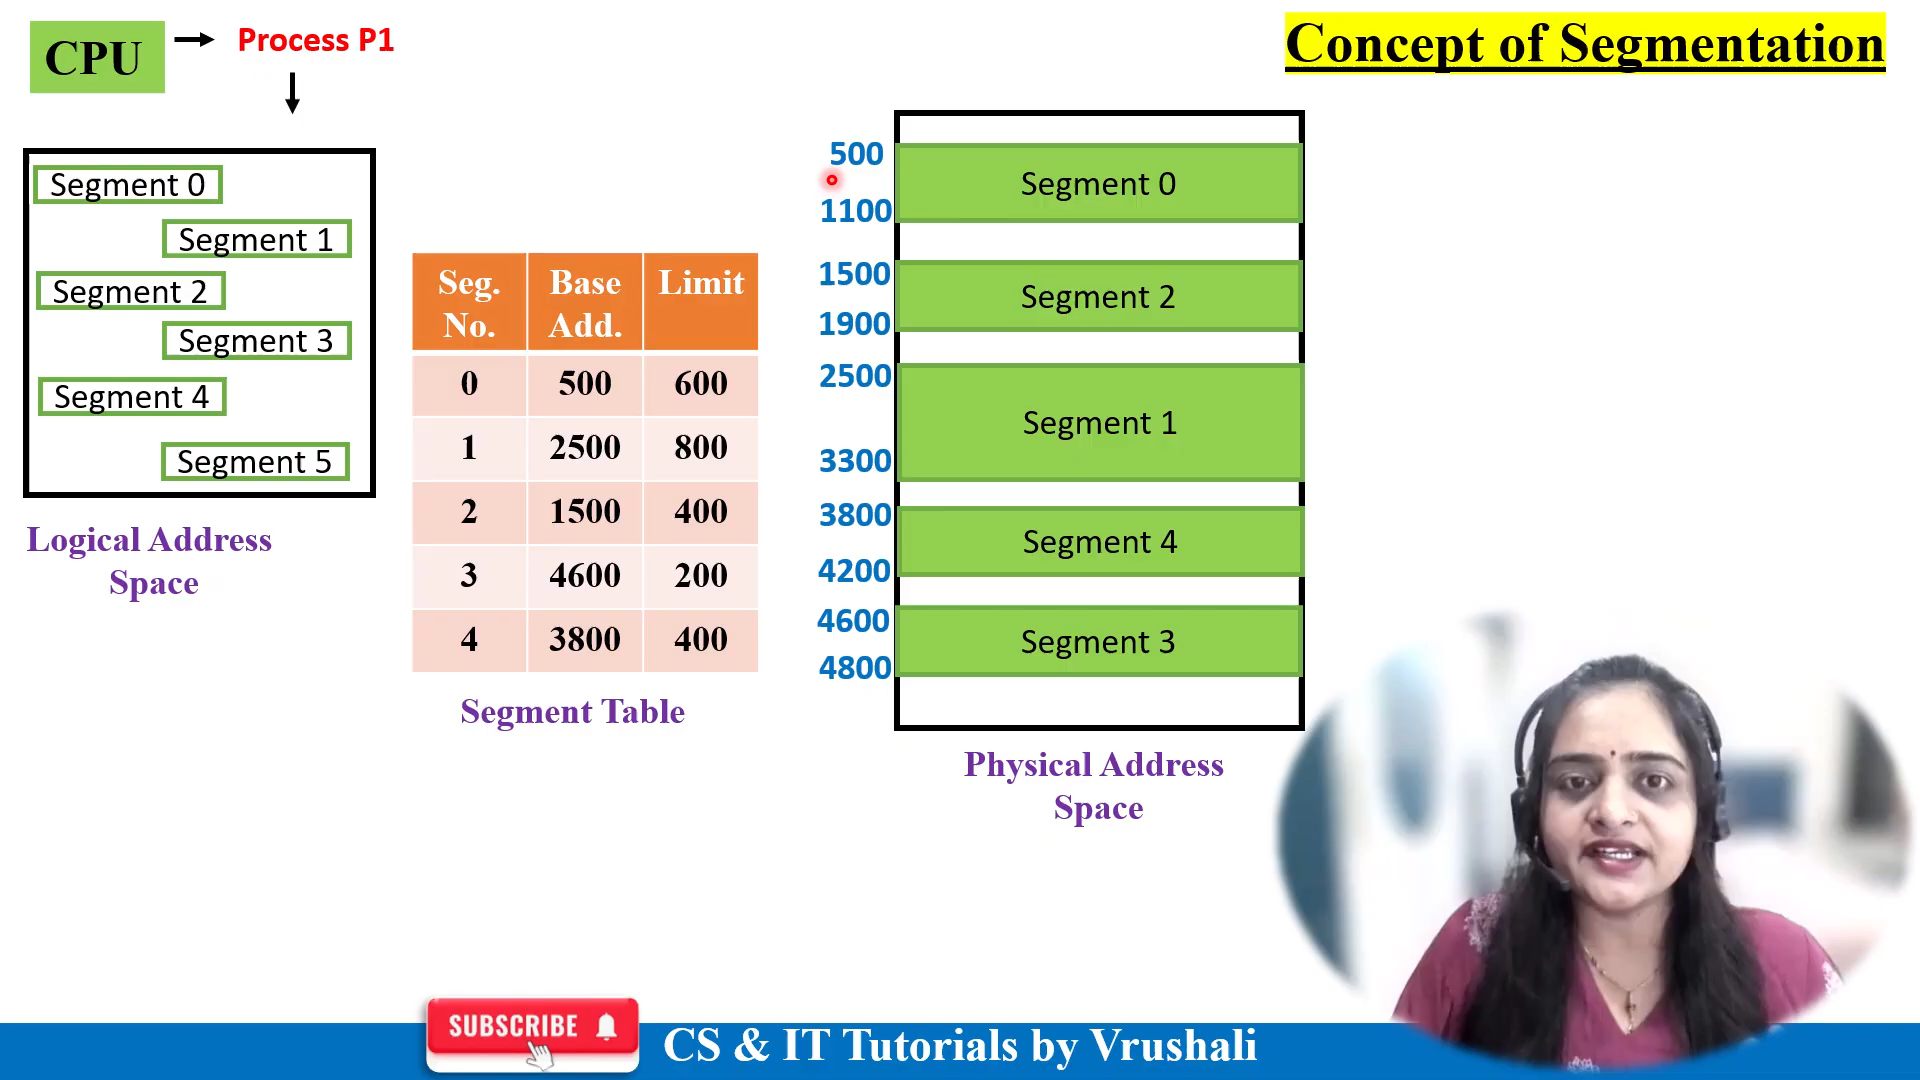 CPU
Process P1
Concept of Segmentation
Segment 0
Segment 1
Segment 2
Segment 3
Segment 4
Segment 5
Logical Address
Space
Seg. No. Base Add. Limit
0 500 600
1 2500 800
2 1500 400
3 4600 200
4 3800 400
Segment Table
500
Segment 0
1100
1500
Segment 2
1900
2500
Segment 1
3300
3800
Segment 4
4200
4600
Segment 3
4800
Physical Address
Space
SUBSCRIBE
CS & IT Tutorials by Vrushali